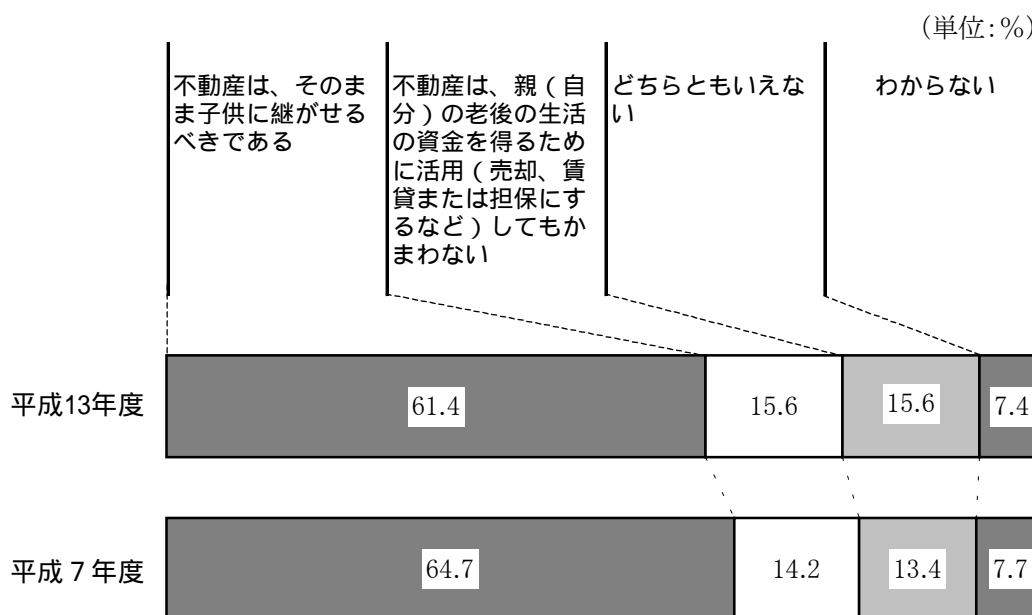 （単位：％）
不動産は、そのま
ま子供に継がせる
べきである
不動産は、親（自
分）の老後の生活
の資金を得るため
に活用（売却、賃
貸または担保にす
るなど）してもか
まわない
どちらともいえな
い
わからない
平成13年度
61.4
15.6
15.6
7.4
平成７年度
64.7
14.2
13.4
7.7